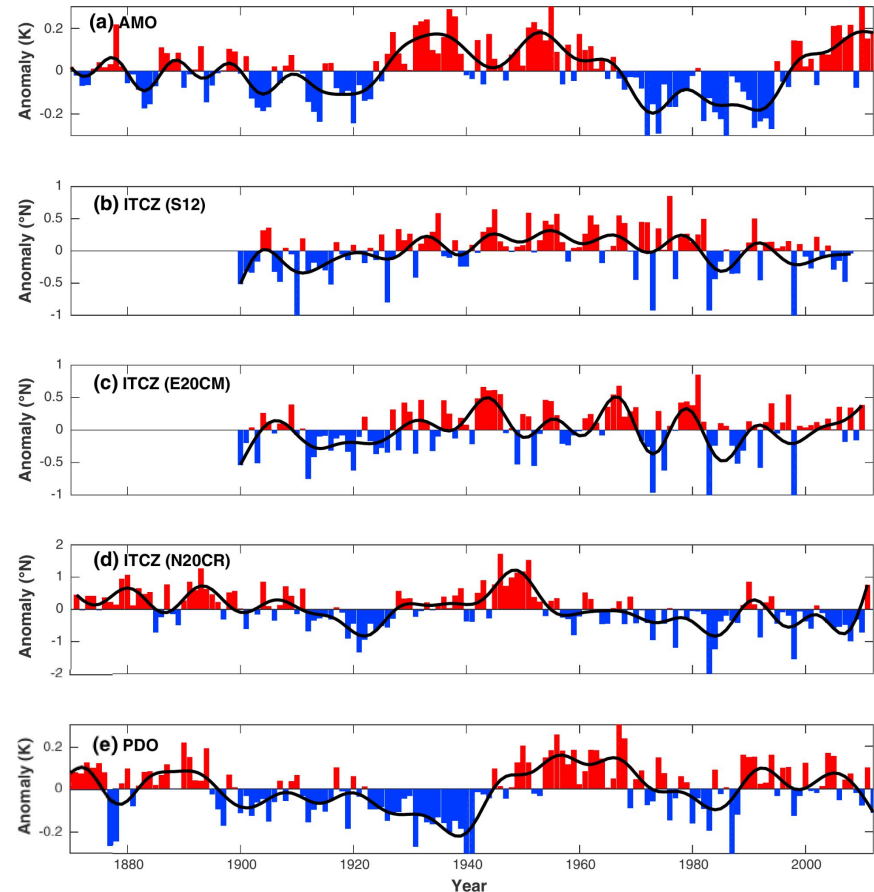 (a) AMO
Anomaly (K)
0.2
0
-0.2
(b) ITCZ (S12)
Anomaly (°N)
1
0.5
0
-0.5
-1
(c) ITCZ (E20CM)
Anomaly (°N)
1
0.5
0
-0.5
-1
(d) ITCZ (N20CR)
Anomaly (°N)
2
1
0
-1
-2
(e) PDO
Anomaly (K)
0.2
0
-0.2
1880 1900 1920 1940 1960 1980 2000
Year